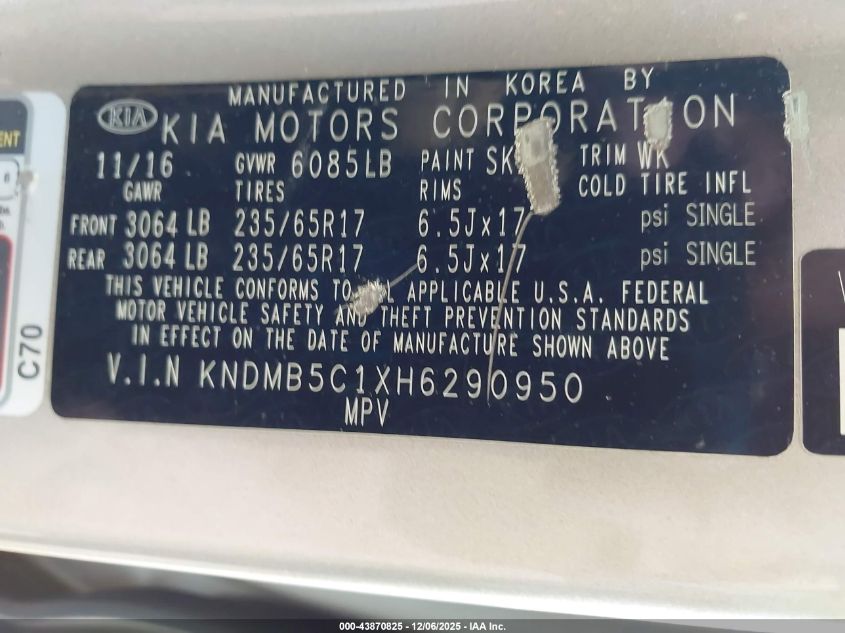 MANUFACTURED IN KOREA BY
KIA KIA MOTORS CORPORATION
11/16 GVWR 6085LB PAINT TRIM WK
GAWR TIRES RIMS COLD TIRE INFL
FRONT 3064 LB 235/65R17 6.5Jx17 psi SINGLE
REAR 3064 LB 235/65R17 6.5Jx17 psi SINGLE
THIS VEHICLE CONFORMS TO APPLICABLE U.S.A. FEDERAL
MOTOR VEHICLE SAFETY AND THEFT PREVENTION STANDARDS
IN EFFECT ON THE DATE OF MANUFACTURE SHOWN ABOVE
V.I.N KNDMB5C1XH6290950
MPV
C70
000-43870825 - 12/06/2025 - IAA Inc.